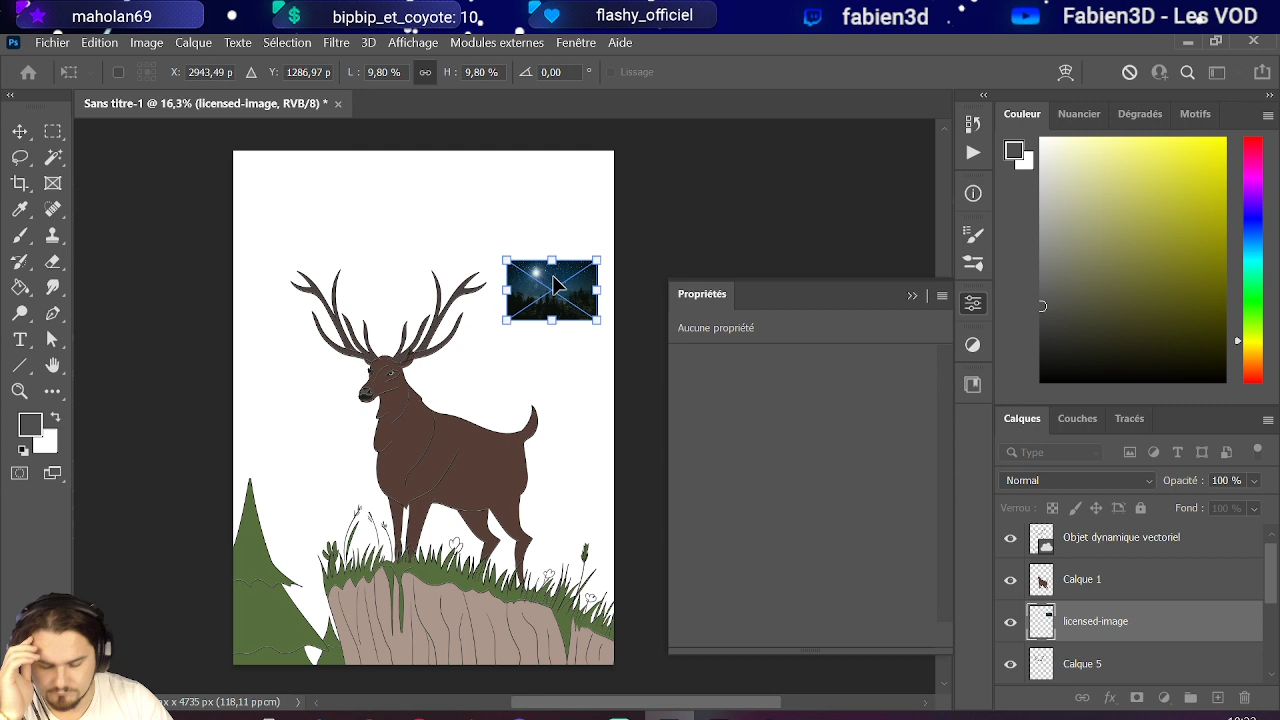 maholan69
bipbip_et_coyote: 10
flashy_officiel
fabien3d
Fabien3D - Les VOD
Ps Fichier Edition Image Calque Texte Sélection Filtre 3D Affichage Modules externes Fenêtre Aide
X: 2943,49 p Y: 1286,97 p L: 9,80 % H: 9,80 % 0,00 ° Lissage
Sans titre-1 @ 16,3% (licensed-image, RVB/8) *
Propriétés
Aucune propriété
Couleur Nuancier Dégradés Motifs
Calques Couches Tracés
Type
Normal Opacité: 100 %
Verrou : Fond : 100 %
Objet dynamique vectoriel
Calque 1
licensed-image
Calque 5
px x 4735 px (118,11 ppcm)